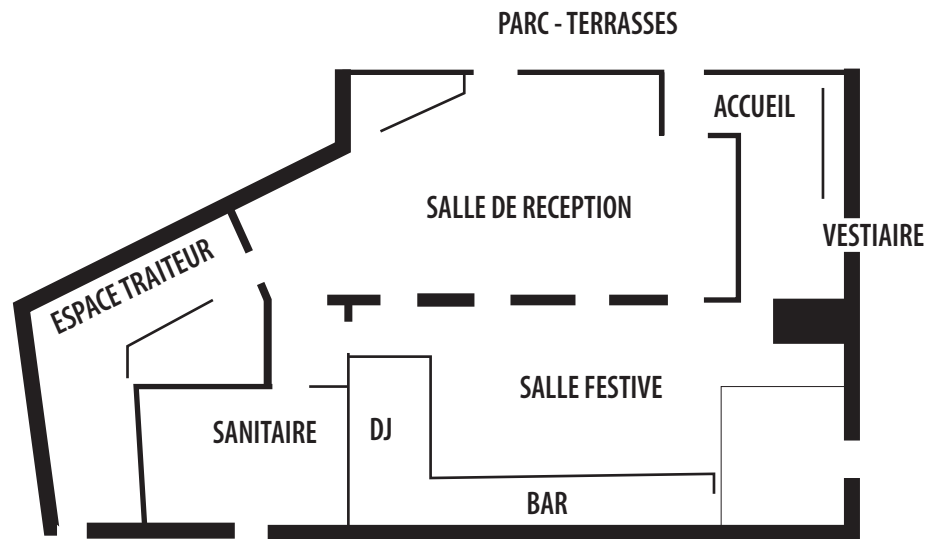 PARC - TERRASSES
ACCUEIL
SALLE DE RECEPTION
VESTIAIRE
ESPACE TRAITEUR
SALLE FESTIVE
SANITAIRE
DJ
BAR